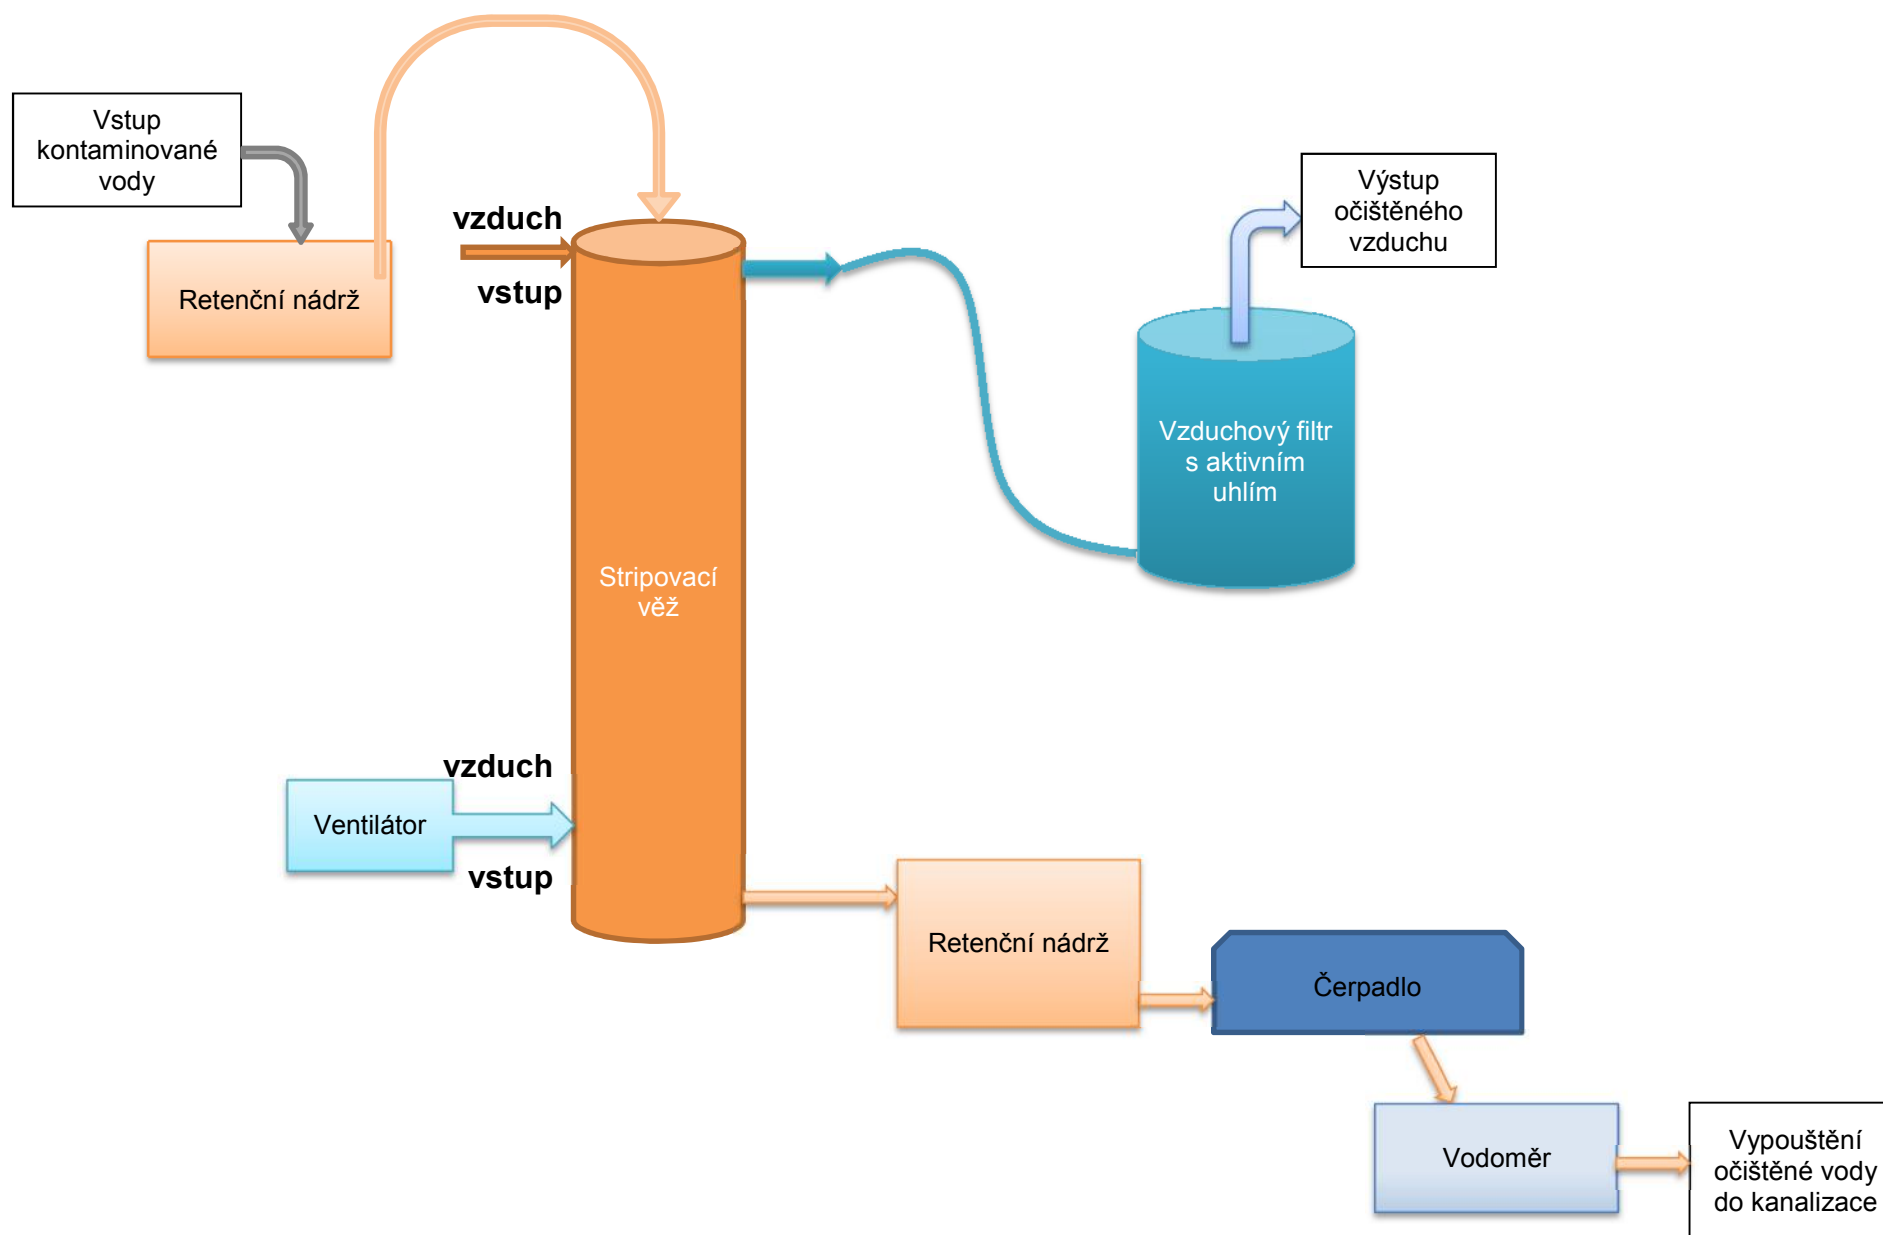 Vstup
kontaminované
vody
Retenční nádrž
vzduch
vstup
Výstup
očištěného
vzduchu
Vzduchový filtr
s aktivním
uhlím
Stripovací
věž
vzduch
Ventilátor
vstup
Retenční nádrž
Čerpadlo
Vodoměr
Vypouštění
očištěné vody
do kanalizace